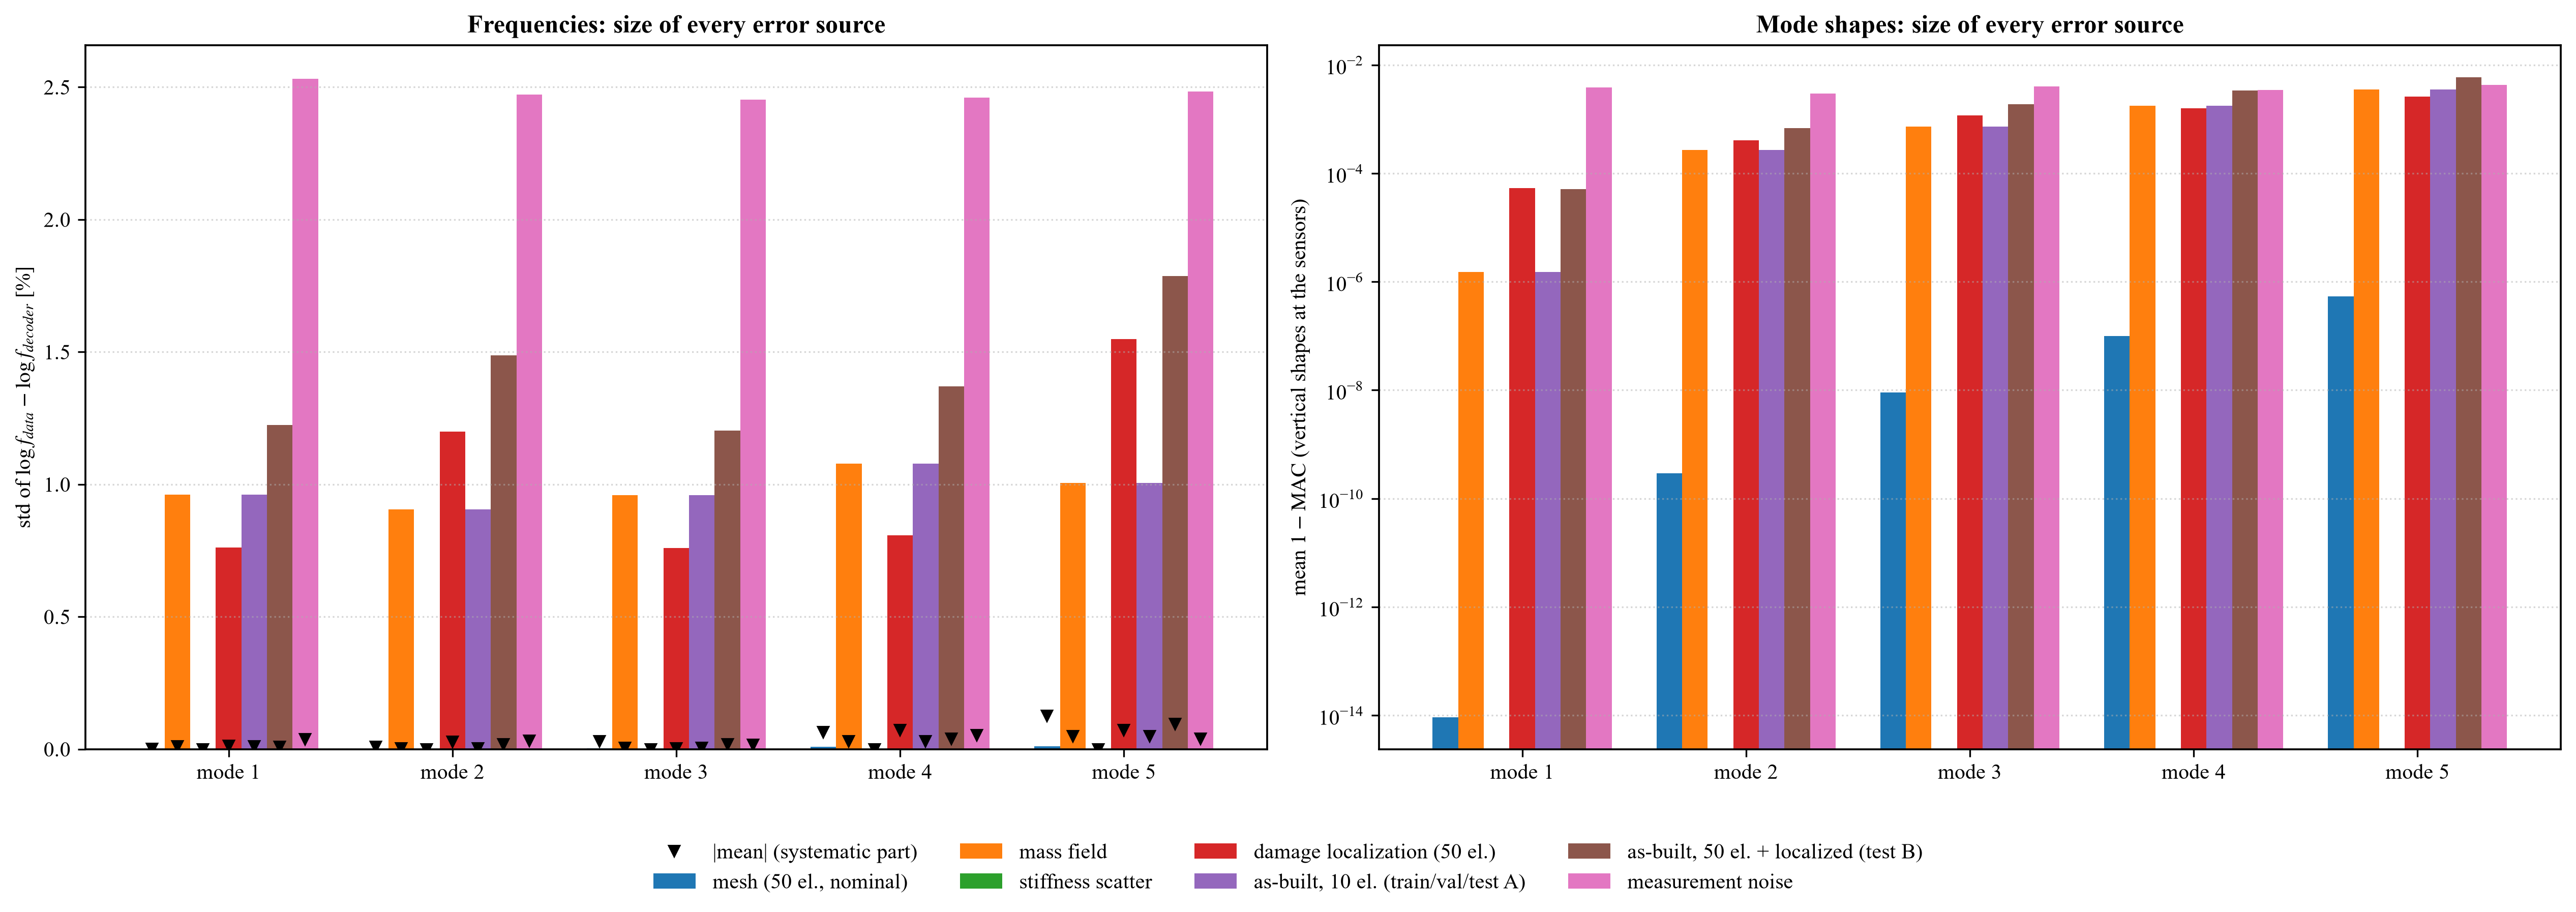 Frequencies: size of every error source
std of log f_data − log f_decoder [%]
2.5
2.0
1.5
1.0
0.5
0.0
mode 1 mode 2 mode 3 mode 4 mode 5
Mode shapes: size of every error source
mean 1 − MAC (vertical shapes at the sensors)
10⁻²
10⁻⁴
10⁻⁶
10⁻⁸
10⁻¹⁰
10⁻¹²
10⁻¹⁴
mode 1 mode 2 mode 3 mode 4 mode 5
|mean| (systematic part)
mesh (50 el., nominal)
mass field
stiffness scatter
damage localization (50 el.)
as-built, 10 el. (train/val/test A)
as-built, 50 el. + localized (test B)
measurement noise